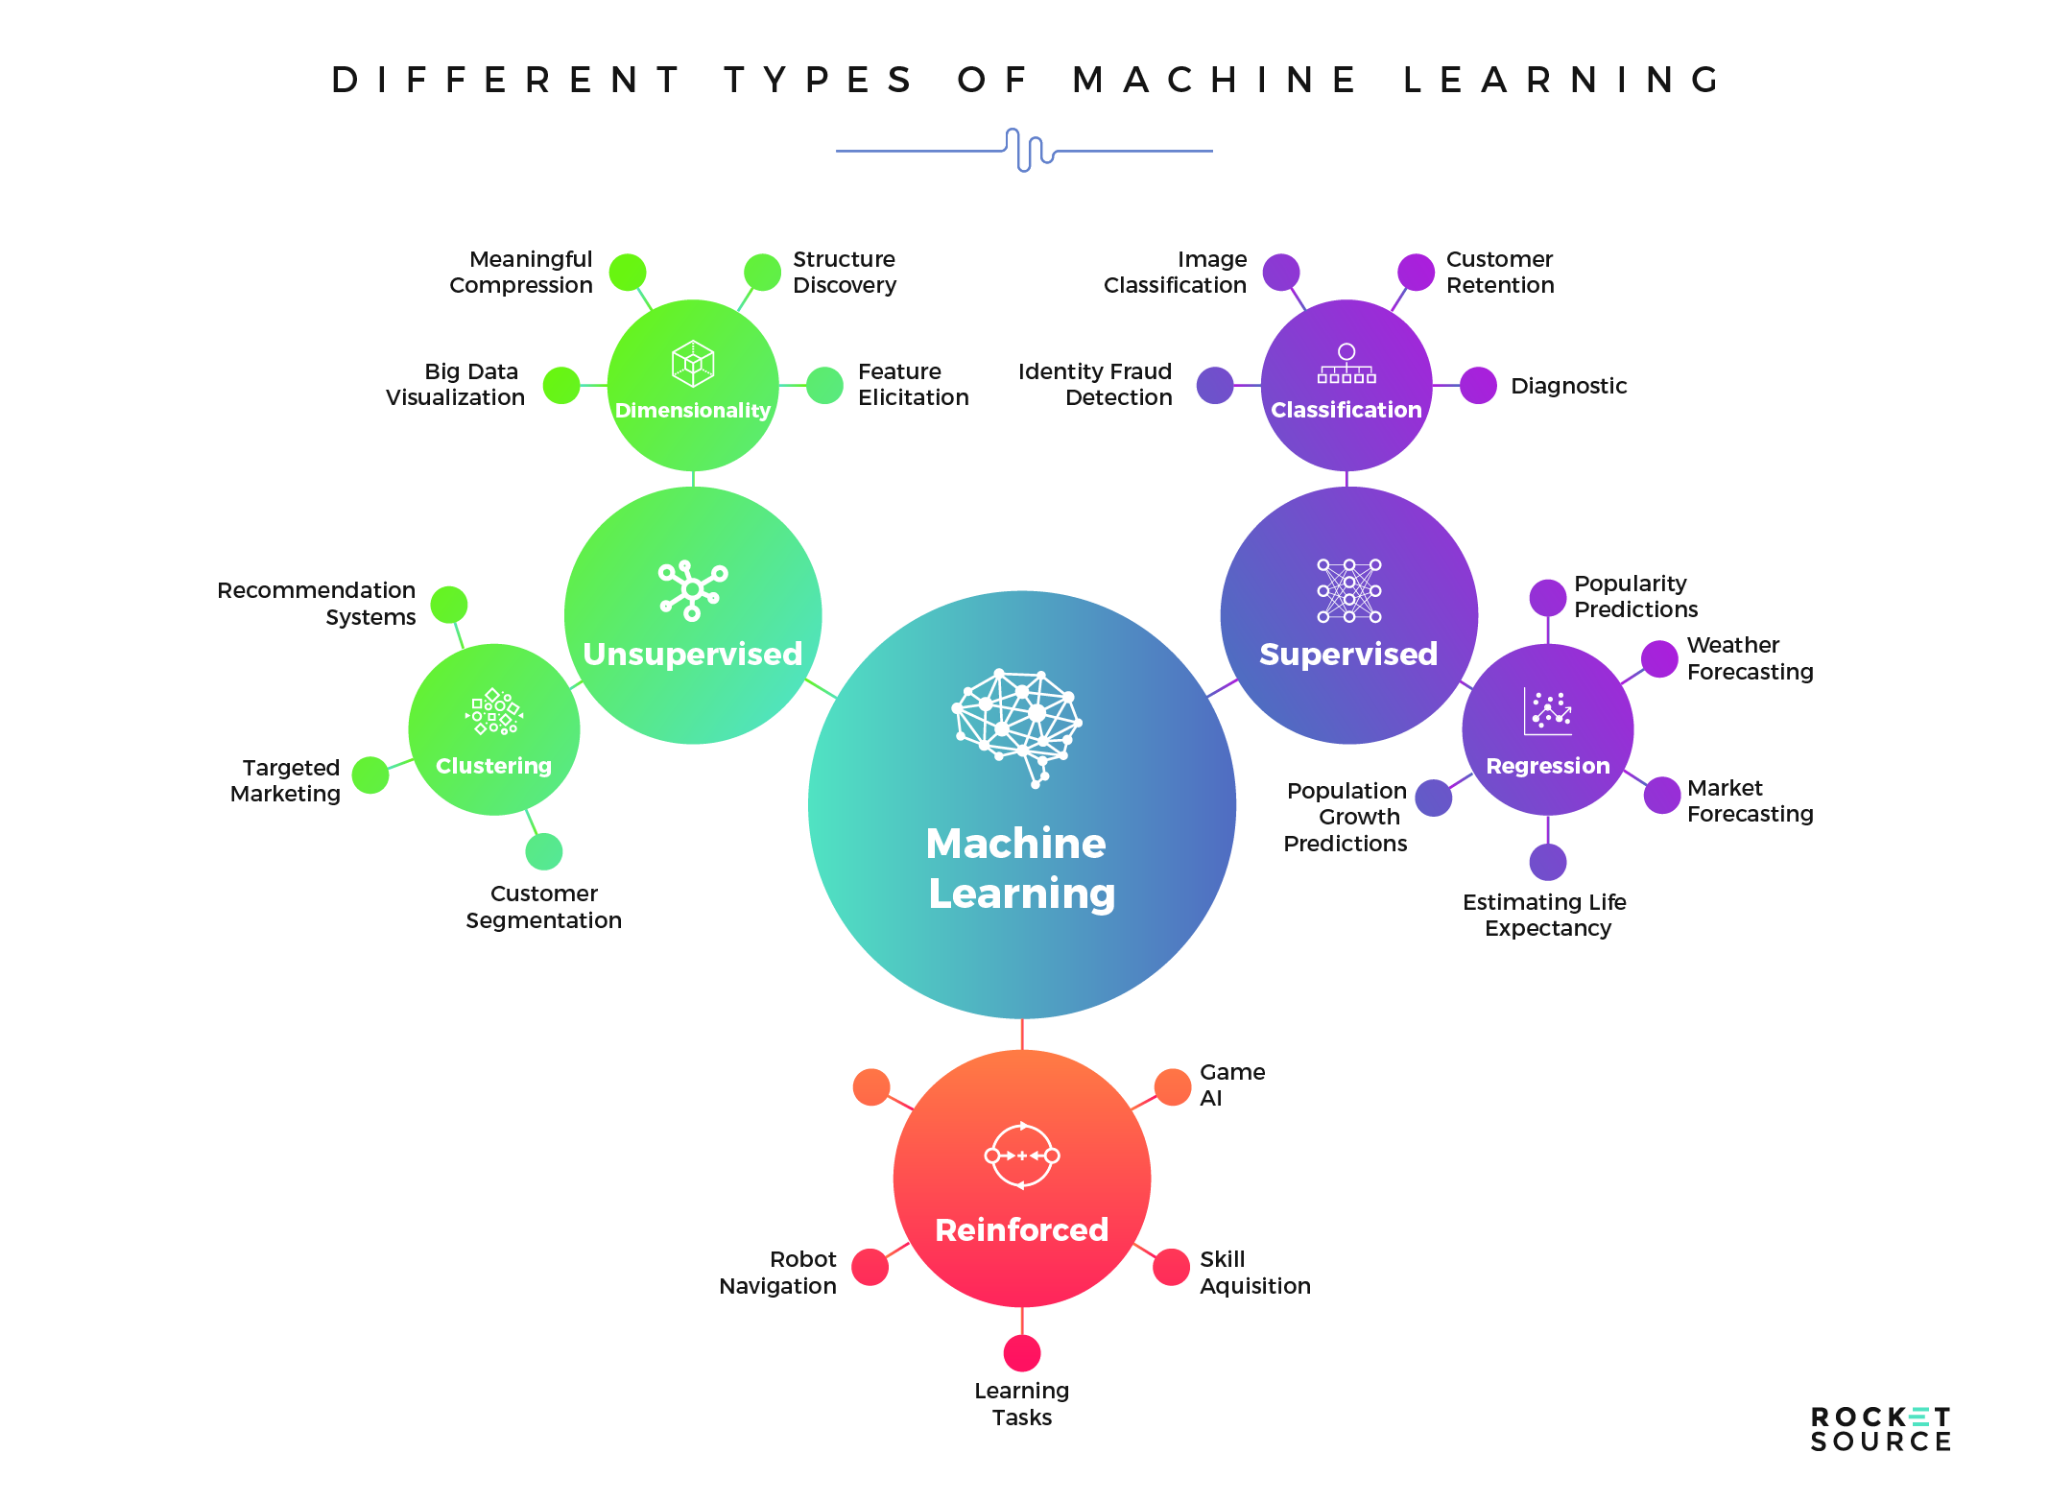 DIFFERENT TYPES OF MACHINE LEARNING
Meaningful
Compression
Structure
Discovery
Big Data
Visualization
Feature
Elicitation
Dimensionality
Image
Classification
Customer
Retention
Identity Fraud
Detection
Diagnostic
Classification
Recommendation
Systems
Unsupervised
Targeted
Marketing
Clustering
Customer
Segmentation
Supervised
Popularity
Predictions
Weather
Forecasting
Regression
Market
Forecasting
Population
Growth
Predictions
Estimating Life
Expectancy
Machine
Learning
Game
AI
Reinforced
Robot
Navigation
Skill
Aquisition
Learning
Tasks
ROCKET
SOURCE